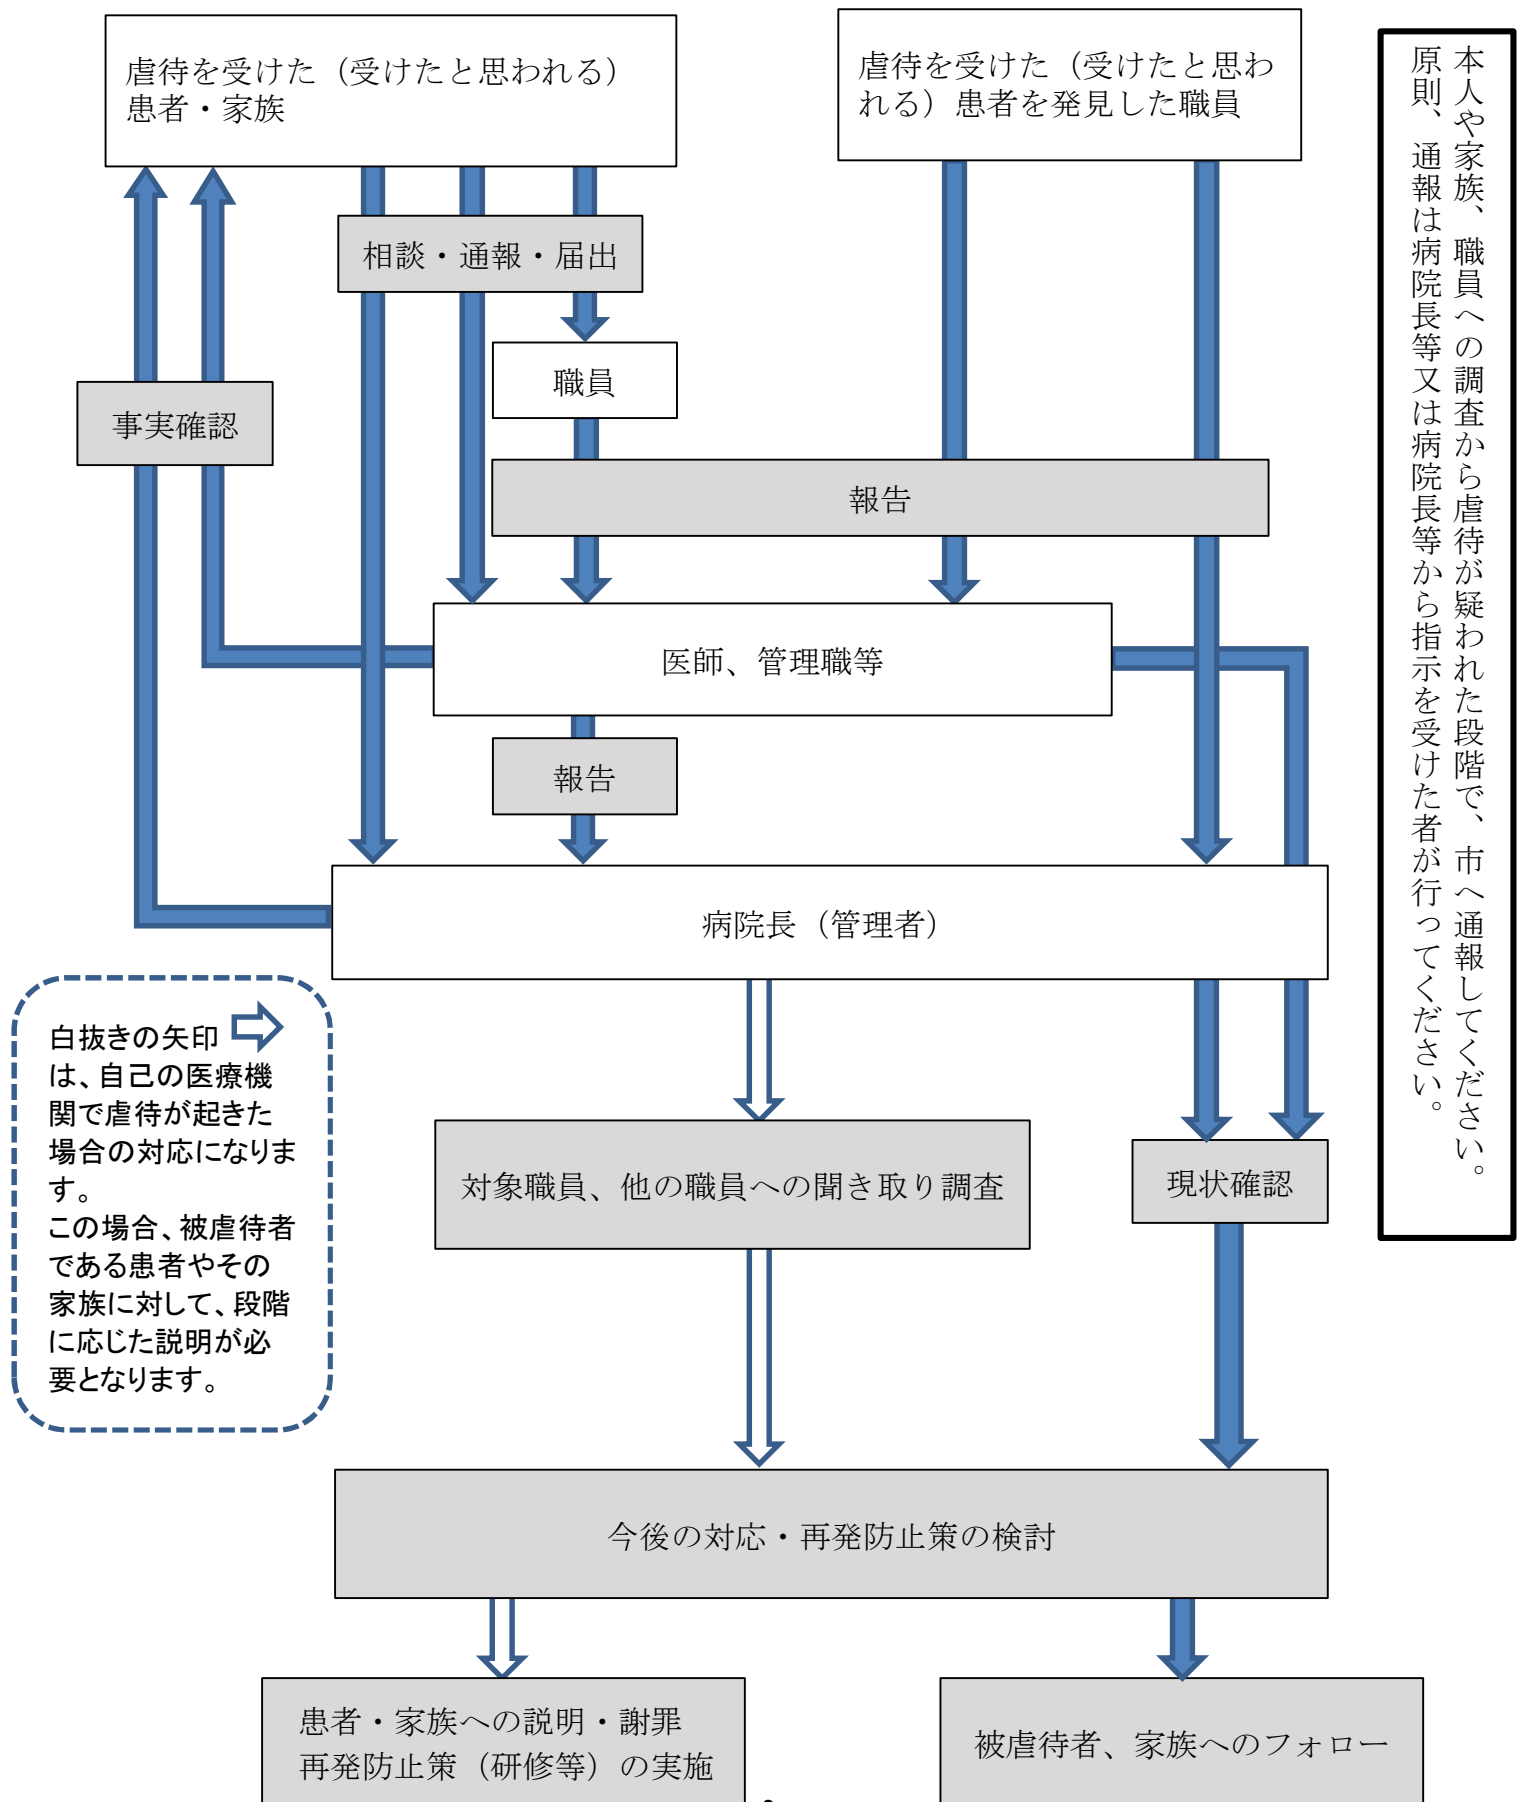 虐待を受けた（受けたと思われる）
患者・家族
虐待を受けた（受けたと思わ
れる）患者を発見した職員
本人や家族、職員への調査から虐待が疑われた段階で、市へ通報してください。
原則、通報は病院長等又は病院長等から指示を受けた者が行ってください。
相談・通報・届出
職員
事実確認
報告
医師、管理職等
報告
病院長（管理者）
白抜きの矢印
は、自己の医療機
関で虐待が起きた
場合の対応になりま
す。
この場合、被虐待者
である患者やその
家族に対して、段階
に応じた説明が必
要となります。
対象職員、他の職員への聞き取り調査
現状確認
今後の対応・再発防止策の検討
患者・家族への説明・謝罪
再発防止策（研修等）の実施
被虐待者、家族へのフォロー